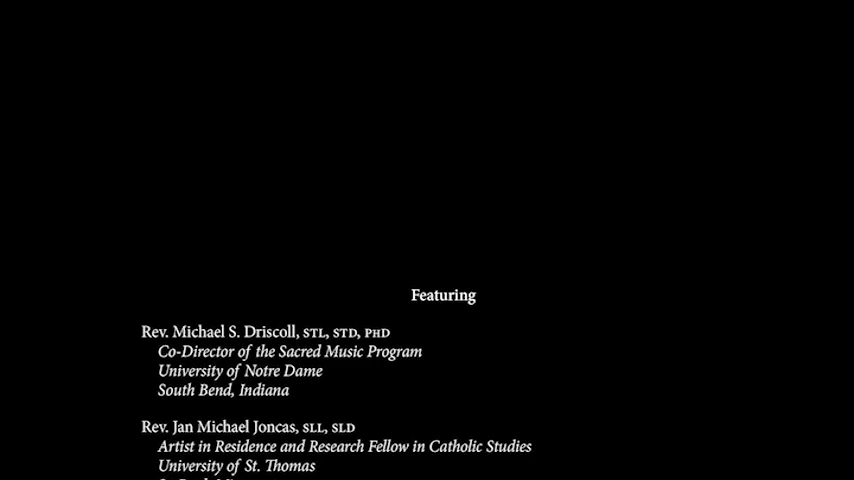 Featuring
Rev. Michael S. Driscoll, STL, STD, PhD
Co-Director of the Sacred Music Program
University of Notre Dame
South Bend, Indiana
Rev. Jan Michael Joncas, SLL, SLD
Artist in Residence and Research Fellow in Catholic Studies
University of St. Thomas